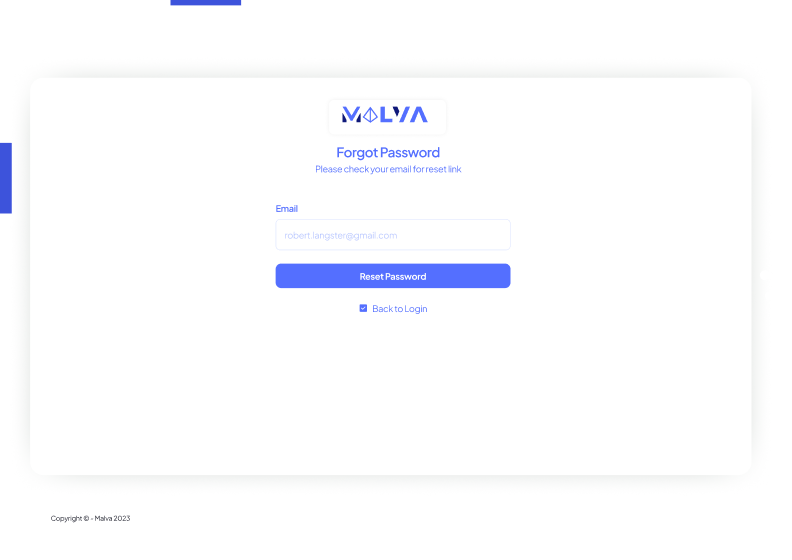 MALVA
Forgot Password
Please check your email for reset link
Email
robert.langster@gmail.com
Reset Password
Back to Login
Copyright © - Malva 2023